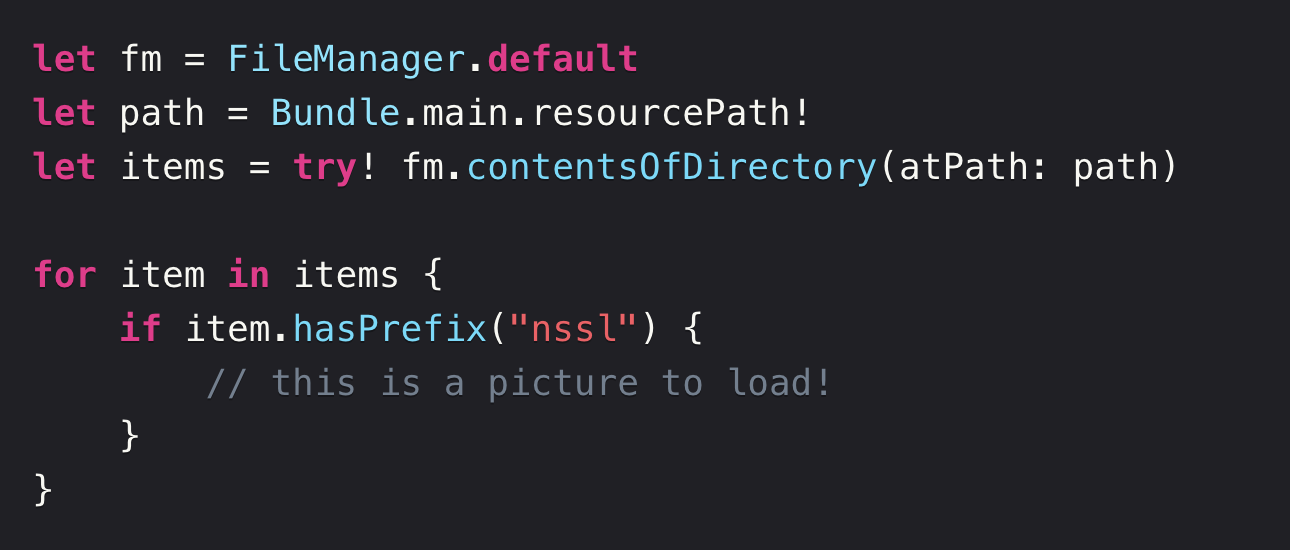 let fm = FileManager.default
let path = Bundle.main.resourcePath!
let items = try! fm.contentsOfDirectory(atPath: path)

for item in items {
    if item.hasPrefix("nssl") {
        // this is a picture to load!
    }
}